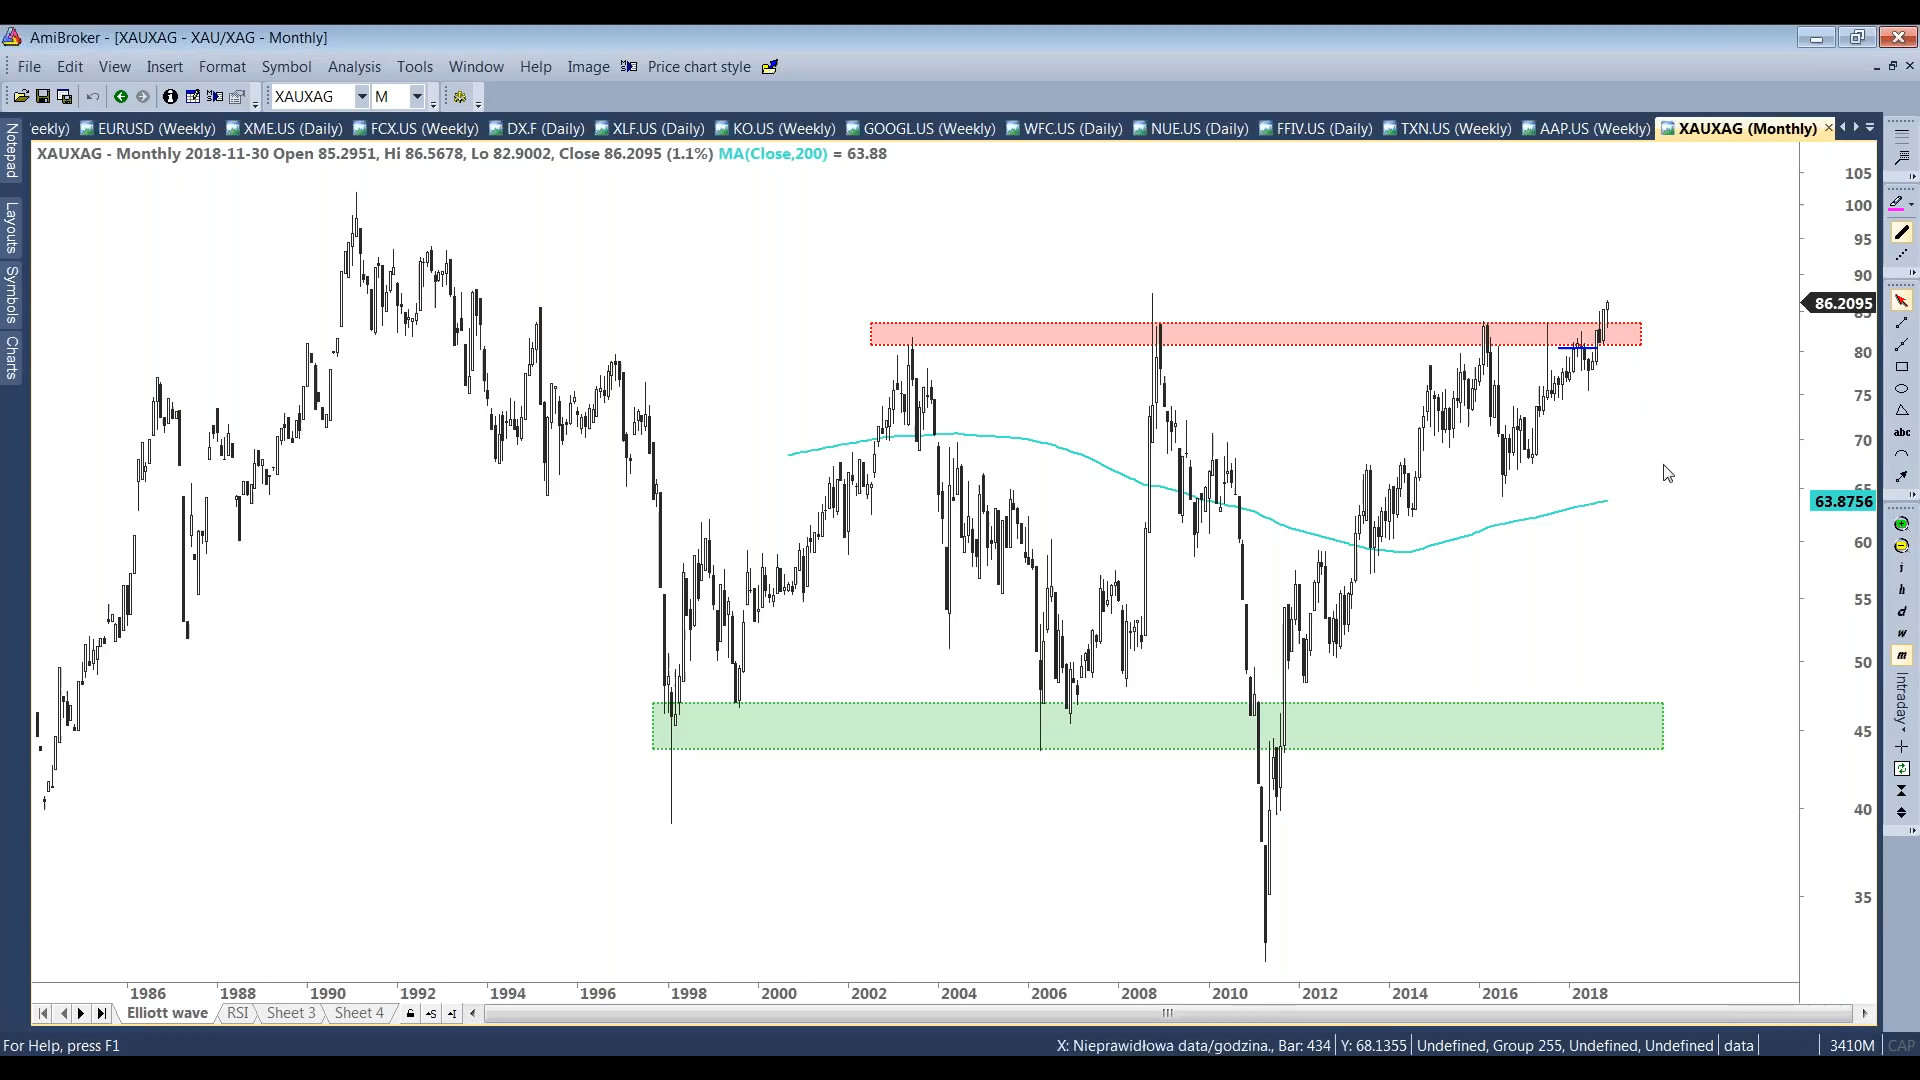 AmiBroker - [XAUXAG - XAU/XAG - Monthly]
File Edit View Insert Format Symbol Analysis Tools Window Help Image Price chart style
XAUXAG M
eekly) EURUSD (Weekly) XME.US (Daily) FCX.US (Weekly) DX.F (Daily) XLF.US (Daily) KO.US (Weekly) GOOGL.US (Weekly) WFC.US (Daily) NUE.US (Daily) FFIV.US (Daily) TXN.US (Weekly) AAP.US (Weekly) XAUXAG (Monthly)
XAUXAG - Monthly 2018-11-30 Open 85.2951, Hi 86.5678, Lo 82.9002, Close 86.2095 (1.1%) MA(Close,200) = 63.88
Notepad
Layouts
Symbols
Charts
105
100
95
90
86.2095
85
80
75
70
65
63.8756
60
55
50
45
40
35
abc
i
h
d
w
m
Intraday
1986 1988 1990 1992 1994 1996 1998 2000 2002 2004 2006 2008 2010 2012 2014 2016 2018
Elliott wave RSI Sheet 3 Sheet 4
For Help, press F1
X: Nieprawidłowa data/godzina., Bar: 434 Y: 68.1355 Undefined, Group 255, Undefined, Undefined data 3410M CAP